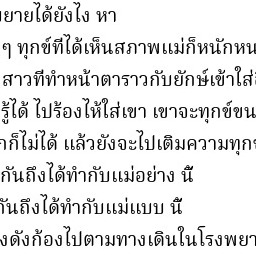 ยายได้ยังไง หา
ๆ ทุกข์ที่ได้เห็นสภาพแม่ก็หนักหน
สาวที่ทำหน้าตาราวกับยักษ์เข้าใส่
รู้ได้ ไปร้องไห้ใส่เขา เขาจะทุกข์ขน
กก็ไม่ได้ แล้วยังจะไปเติมความทุก
กันถึงได้ทำกับแม่อย่าง นี้
กันถึงได้ทำกับแม่แบบ นี้
งดังก้องไปตามทางเดินในโรงพยา